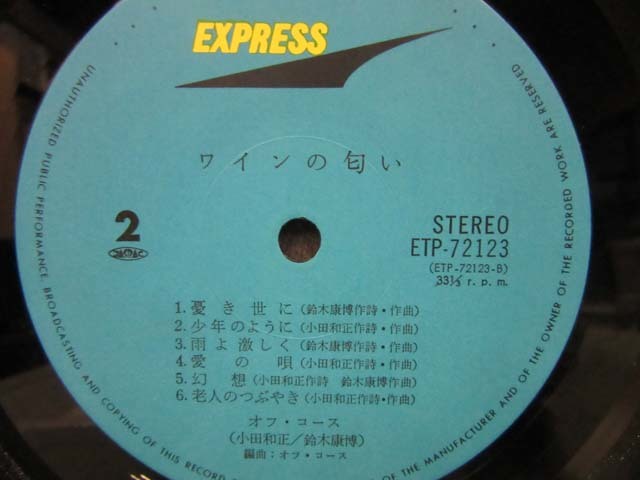 EXPRESS
ワインの匂い
2
STEREO
ETP-72123
(ETP-72123-B)
33⅓ r.p.m.
1.憂き世に(鈴木康博作詩・作曲)
2.少年のように(小田和正作詩・作曲)
3.雨よ激しく(鈴木康博作詩・作曲)
4.愛の唄(小田和正作詩・作曲)
5.幻想(小田和正作詩 鈴木康博作曲)
6.老人のつぶやき(小田和正作詩・作曲)
オフ・コース
(小田和正/鈴木康博)
編曲:オフ・コース
UNAUTHORIZED PUBLIC PERFORMANCE BROADCASTING AND COPYING OF THIS RECORD OF THE MANUFACTURER AND OF THE OWNER OF THE RECORDED WORK ARE RESERVED